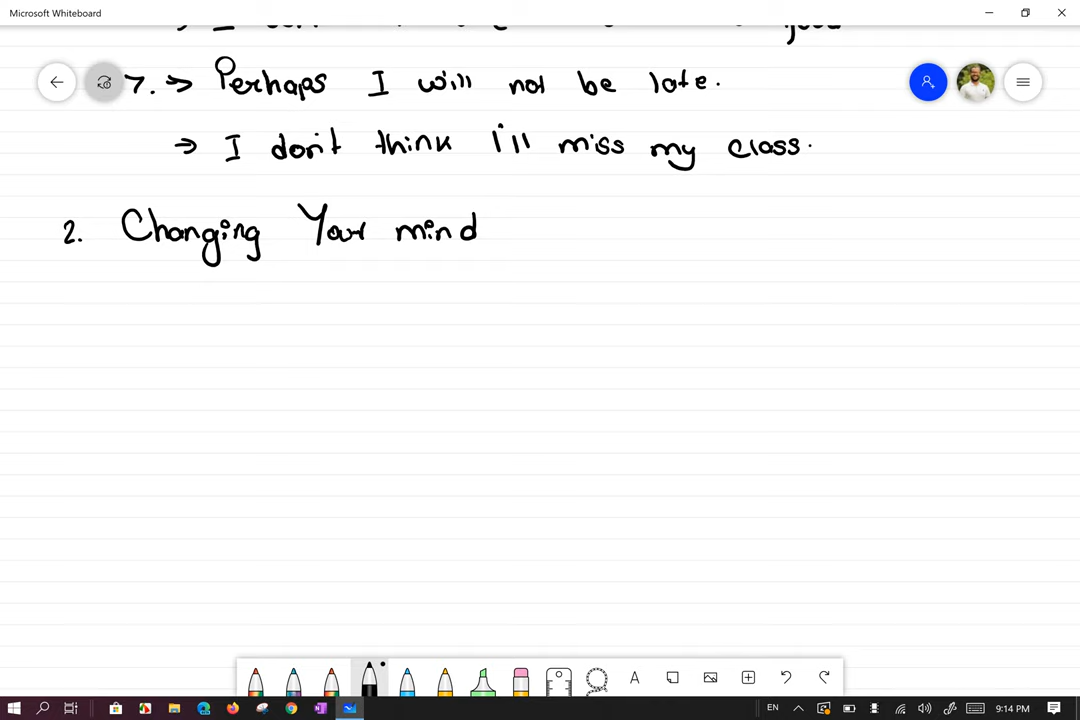 Microsoft Whiteboard
7. → Perhaps I will not be late.
→ I don't think I'll miss my class.
2. Changing Your mind
A
EN
9:14 PM